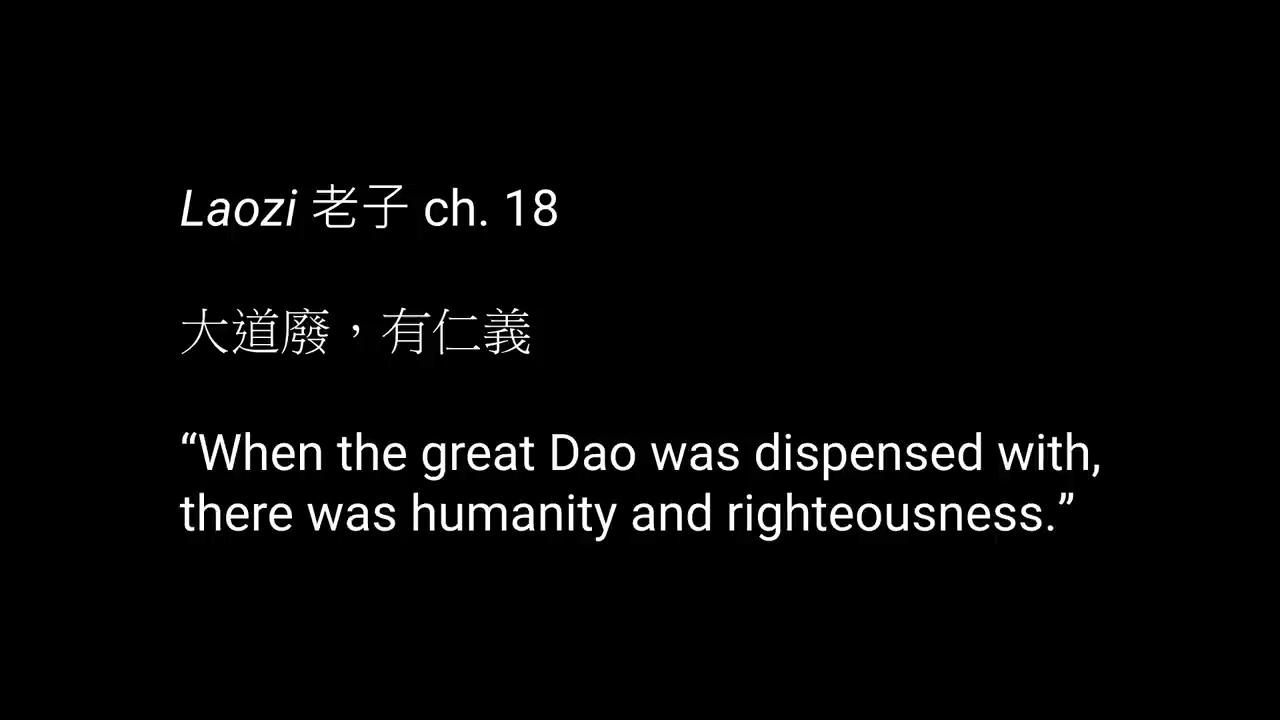 Laozi 老子 ch. 18
大道廢，有仁義
“When the great Dao was dispensed with,
there was humanity and righteousness.”